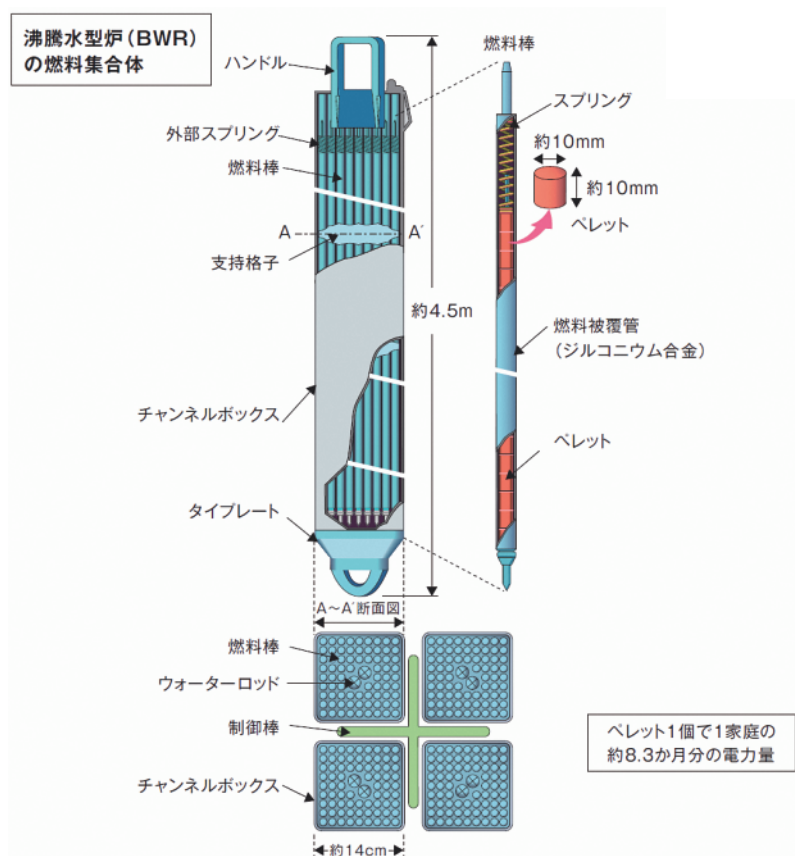 沸騰水型炉(BWR)
の燃料集合体
ハンドル
燃料棒
スプリング
外部スプリング
約10mm
燃料棒
約10mm
ペレット
A
A´
支持格子
約4.5m
燃料被覆管
(ジルコニウム合金)
チャンネルボックス
ペレット
タイプレート
A～A´断面図
燃料棒
ウォーターロッド
制御棒
ペレット1個で1家庭の
約8.3か月分の電力量
チャンネルボックス
約14cm